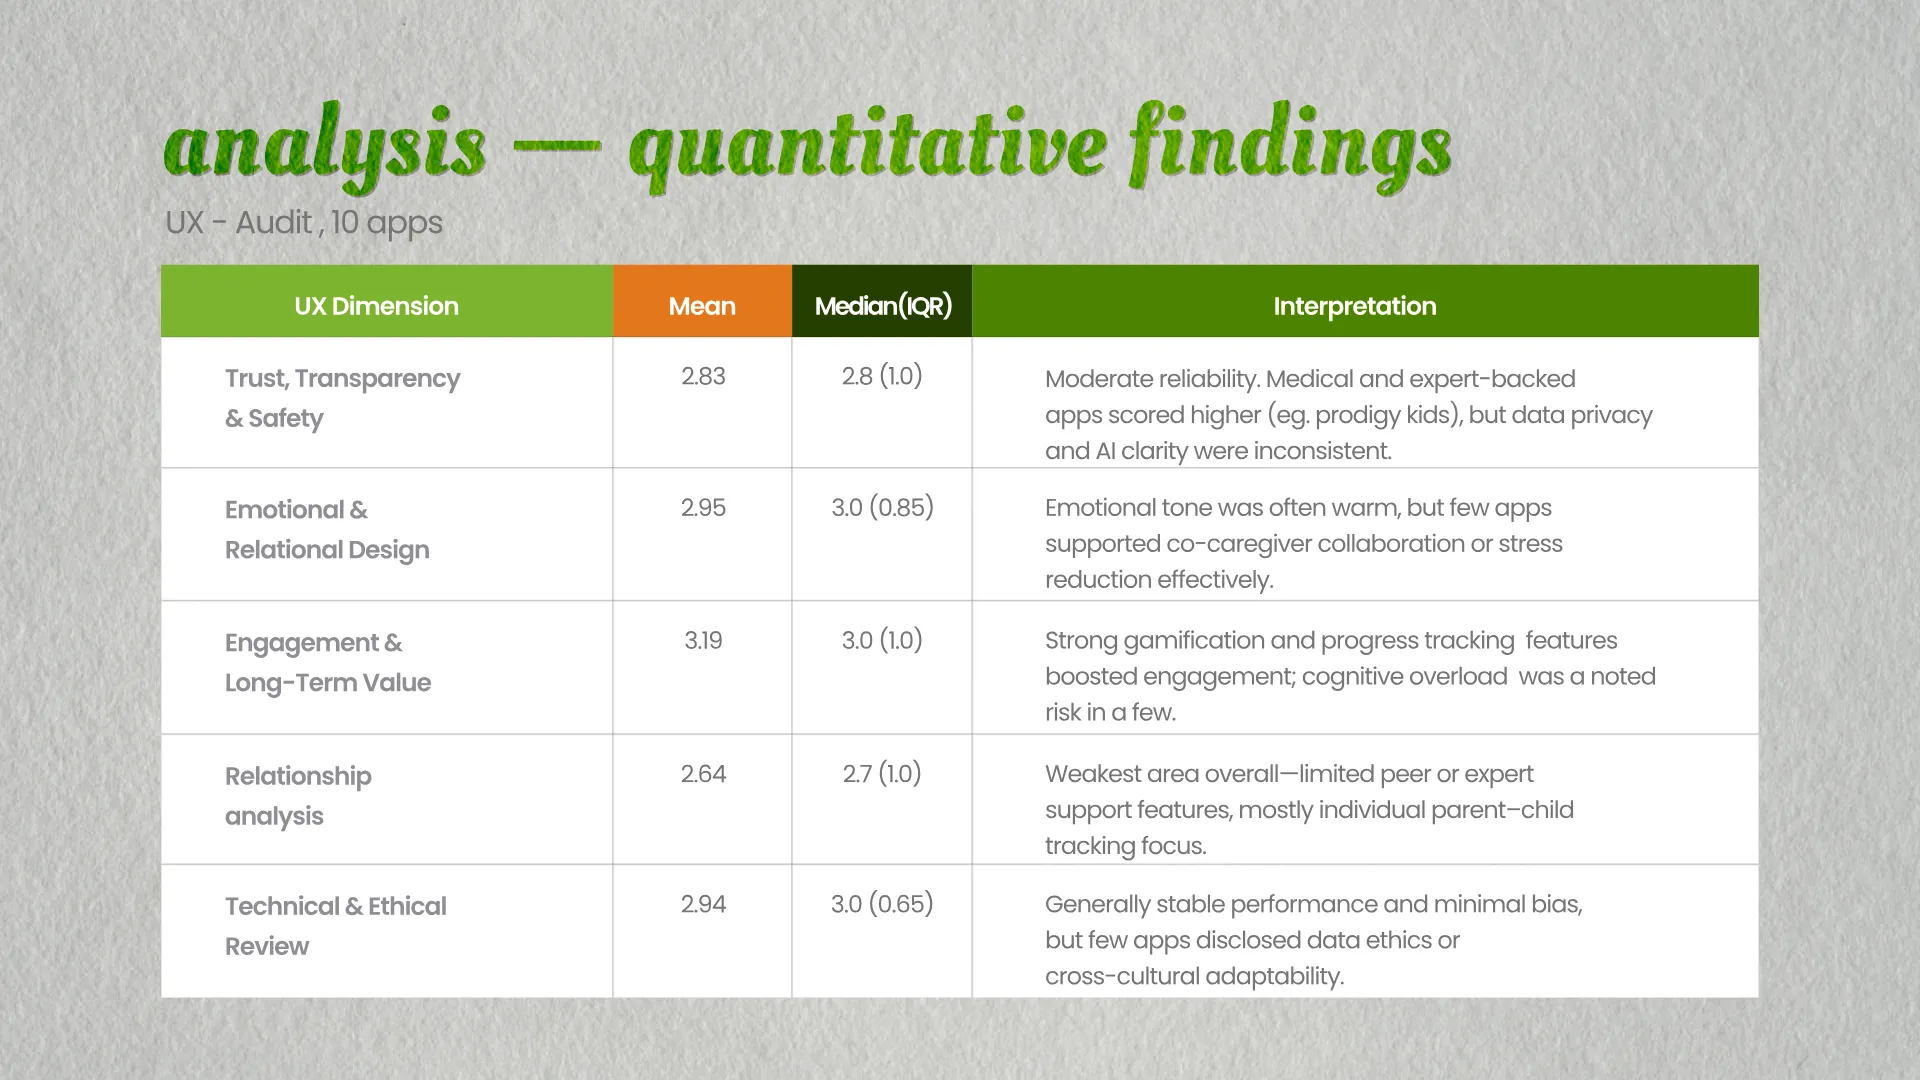 analysis — quantitative findings
UX - Audit , 10 apps
UX Dimension
Mean
Median(IQR)
Interpretation
Trust, Transparency
& Safety
2.83
2.8 (1.0)
Moderate reliability. Medical and expert-backed
apps scored higher (eg. prodigy kids), but data privacy
and AI clarity were inconsistent.
Emotional &
Relational Design
2.95
3.0 (0.85)
Emotional tone was often warm, but few apps
supported co-caregiver collaboration or stress
reduction effectively.
Engagement &
Long-Term Value
3.19
3.0 (1.0)
Strong gamification and progress tracking  features
boosted engagement; cognitive overload  was a noted
risk in a few.
Relationship
analysis
2.64
2.7 (1.0)
Weakest area overall—limited peer or expert
support features, mostly individual parent–child
tracking focus.
Technical & Ethical
Review
2.94
3.0 (0.65)
Generally stable performance and minimal bias,
but few apps disclosed data ethics or
cross-cultural adaptability.